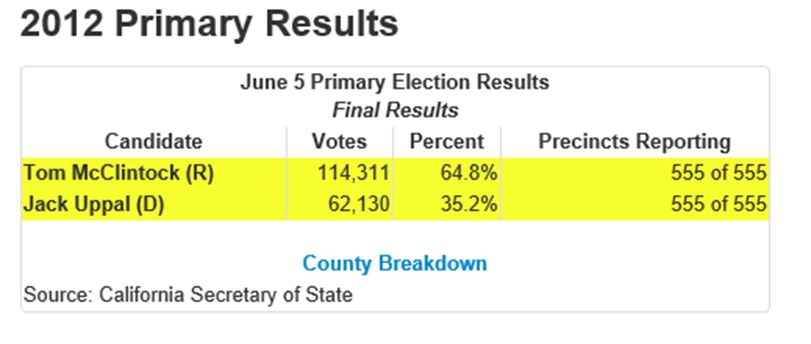 2012 Primary Results
June 5 Primary Election Results
Final Results
Candidate Votes Percent Precincts Reporting
Tom McClintock (R) 114,311 64.8% 555 of 555
Jack Uppal (D) 62,130 35.2% 555 of 555
County Breakdown
Source: California Secretary of State